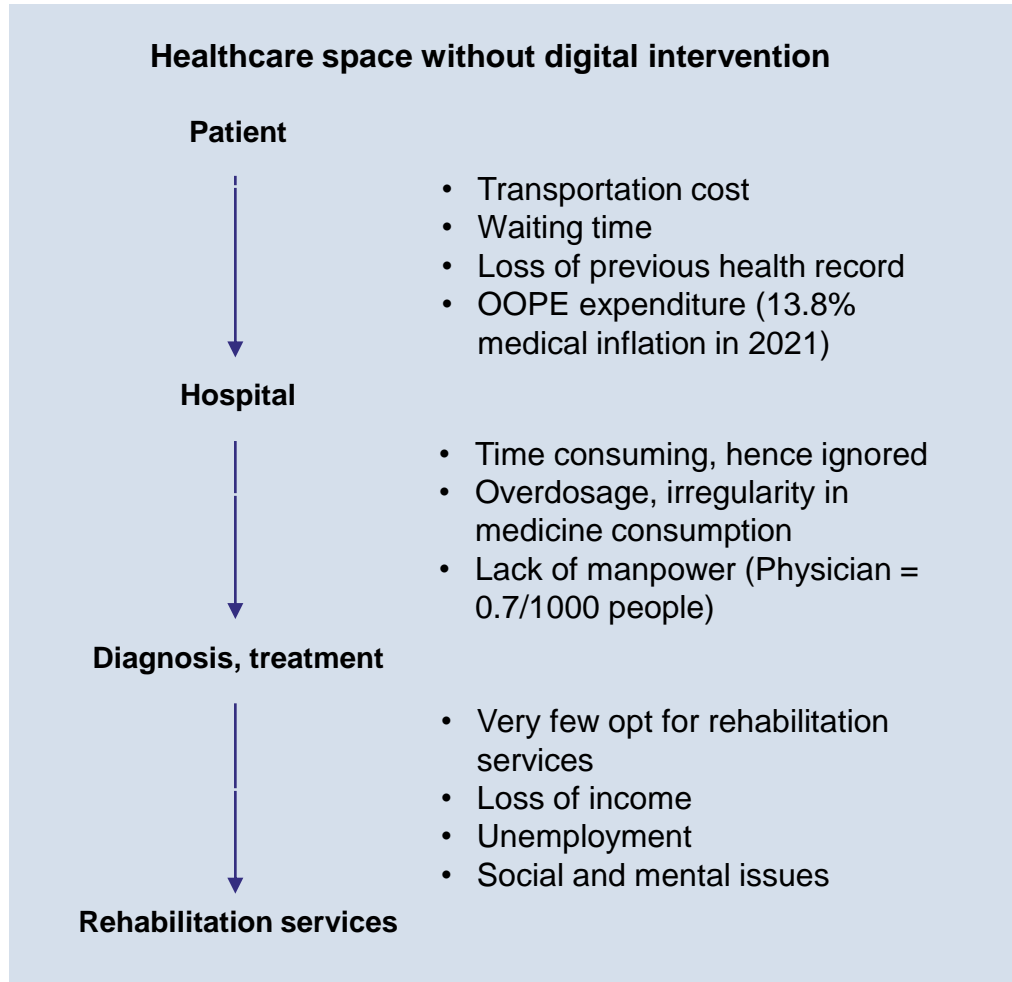 Healthcare space without digital intervention
Patient
• Transportation cost
• Waiting time
• Loss of previous health record
• OOPE expenditure (13.8%
medical inflation in 2021)
Hospital
• Time consuming, hence ignored
• Overdosage, irregularity in
medicine consumption
• Lack of manpower (Physician =
0.7/1000 people)
Diagnosis, treatment
• Very few opt for rehabilitation
services
• Loss of income
• Unemployment
• Social and mental issues
Rehabilitation services